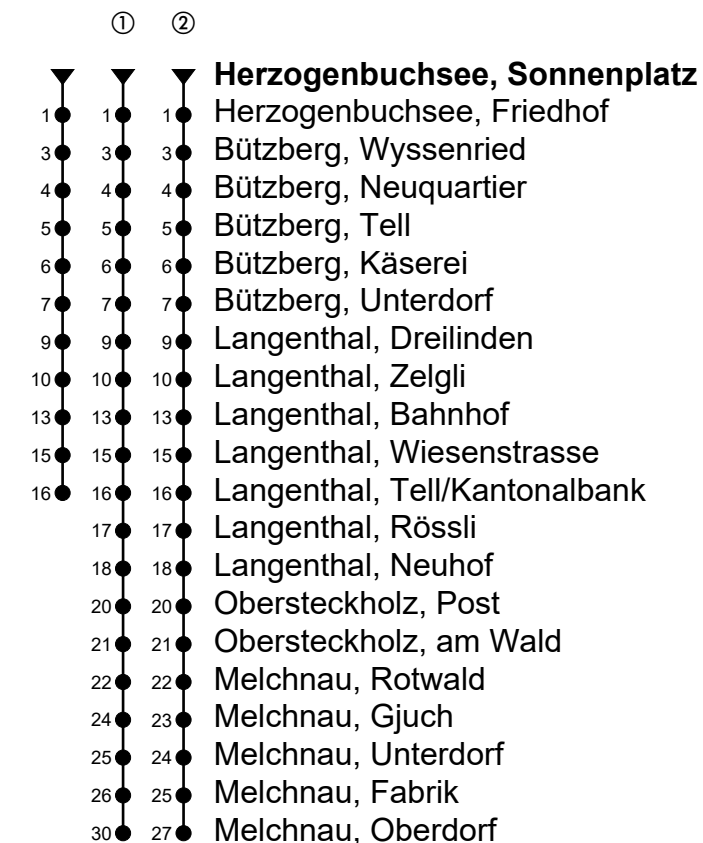 ① ②
Herzogenbuchsee, Sonnenplatz
1 1 1 Herzogenbuchsee, Friedhof
3 3 3 Bützberg, Wyssenried
4 4 4 Bützberg, Neuquartier
5 5 5 Bützberg, Tell
6 6 6 Bützberg, Käserei
7 7 7 Bützberg, Unterdorf
9 9 9 Langenthal, Dreilinden
10 10 10 Langenthal, Zelgli
13 13 13 Langenthal, Bahnhof
15 15 15 Langenthal, Wiesenstrasse
16 16 16 Langenthal, Tell/Kantonalbank
17 17 Langenthal, Rössli
18 18 Langenthal, Neuhof
20 20 Obersteckholz, Post
21 21 Obersteckholz, am Wald
22 22 Melchnau, Rotwald
24 23 Melchnau, Gjuch
25 24 Melchnau, Unterdorf
26 25 Melchnau, Fabrik
30 27 Melchnau, Oberdorf